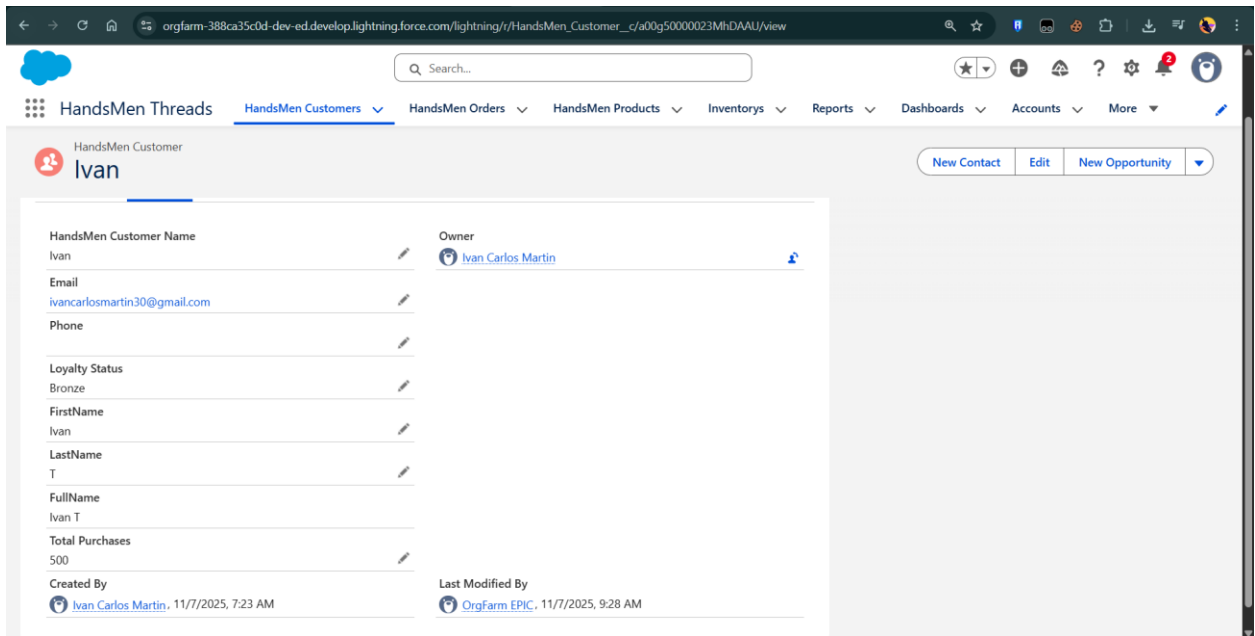 orgfarm-388ca35c0d-dev-ed.develop.lightning.force.com/lightning/r/HandsMen_Customer__c/a00g50000023MhDAAU/view
Search...
2
HandsMen Threads HandsMen Customers HandsMen Orders HandsMen Products Inventorys Reports Dashboards Accounts More
HandsMen Customer
Ivan
New Contact Edit New Opportunity
HandsMen Customer Name
Ivan
Owner
Ivan Carlos Martin
Email
ivancarlosmartin30@gmail.com
Phone
Loyalty Status
Bronze
FirstName
Ivan
LastName
T
FullName
Ivan T
Total Purchases
500
Created By
Ivan Carlos Martin, 11/7/2025, 7:23 AM
Last Modified By
OrgFarm EPIC, 11/7/2025, 9:28 AM